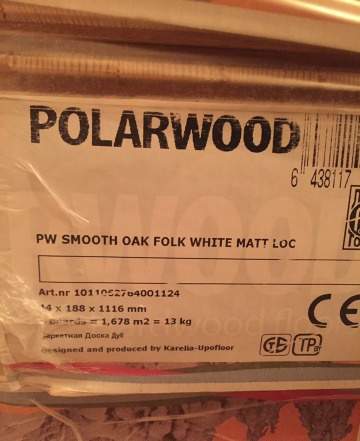 POLARWOOD
6 438117
PW SMOOTH OAK FOLK WHITE MATT LOC
Art.nr 1011052764001124
14 x 188 x 1116 mm
= 1,678 m2 = 13 kg
Паркетная Доска Дуб
Designed and produced by Karelia-Upofloor
CE